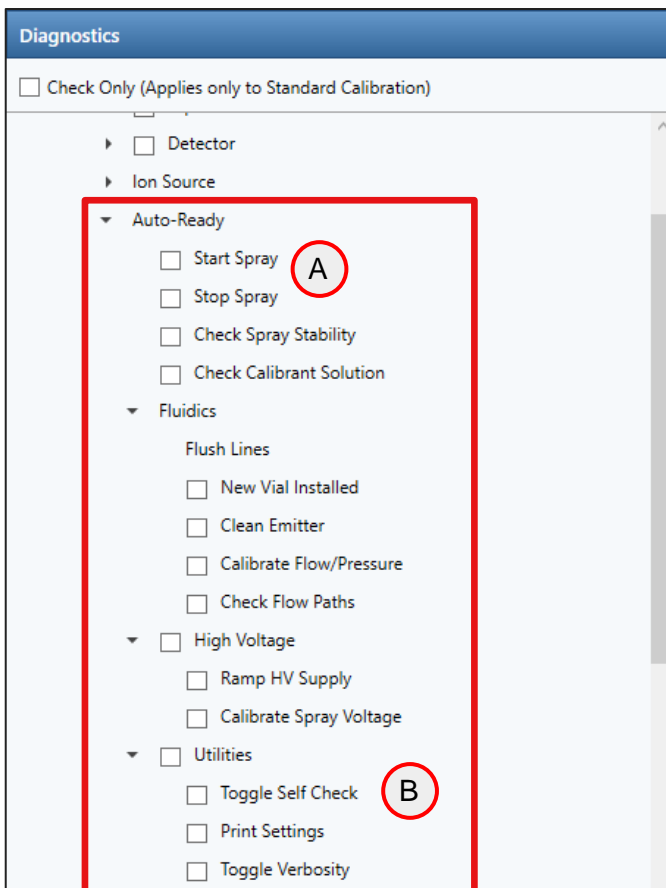 Diagnostics
Check Only (Applies only to Standard Calibration)
Detector
Ion Source
Auto-Ready
Start Spray
A
Stop Spray
Check Spray Stability
Check Calibrant Solution
Fluidics
Flush Lines
New Vial Installed
Clean Emitter
Calibrate Flow/Pressure
Check Flow Paths
High Voltage
Ramp HV Supply
Calibrate Spray Voltage
Utilities
Toggle Self Check
B
Print Settings
Toggle Verbosity